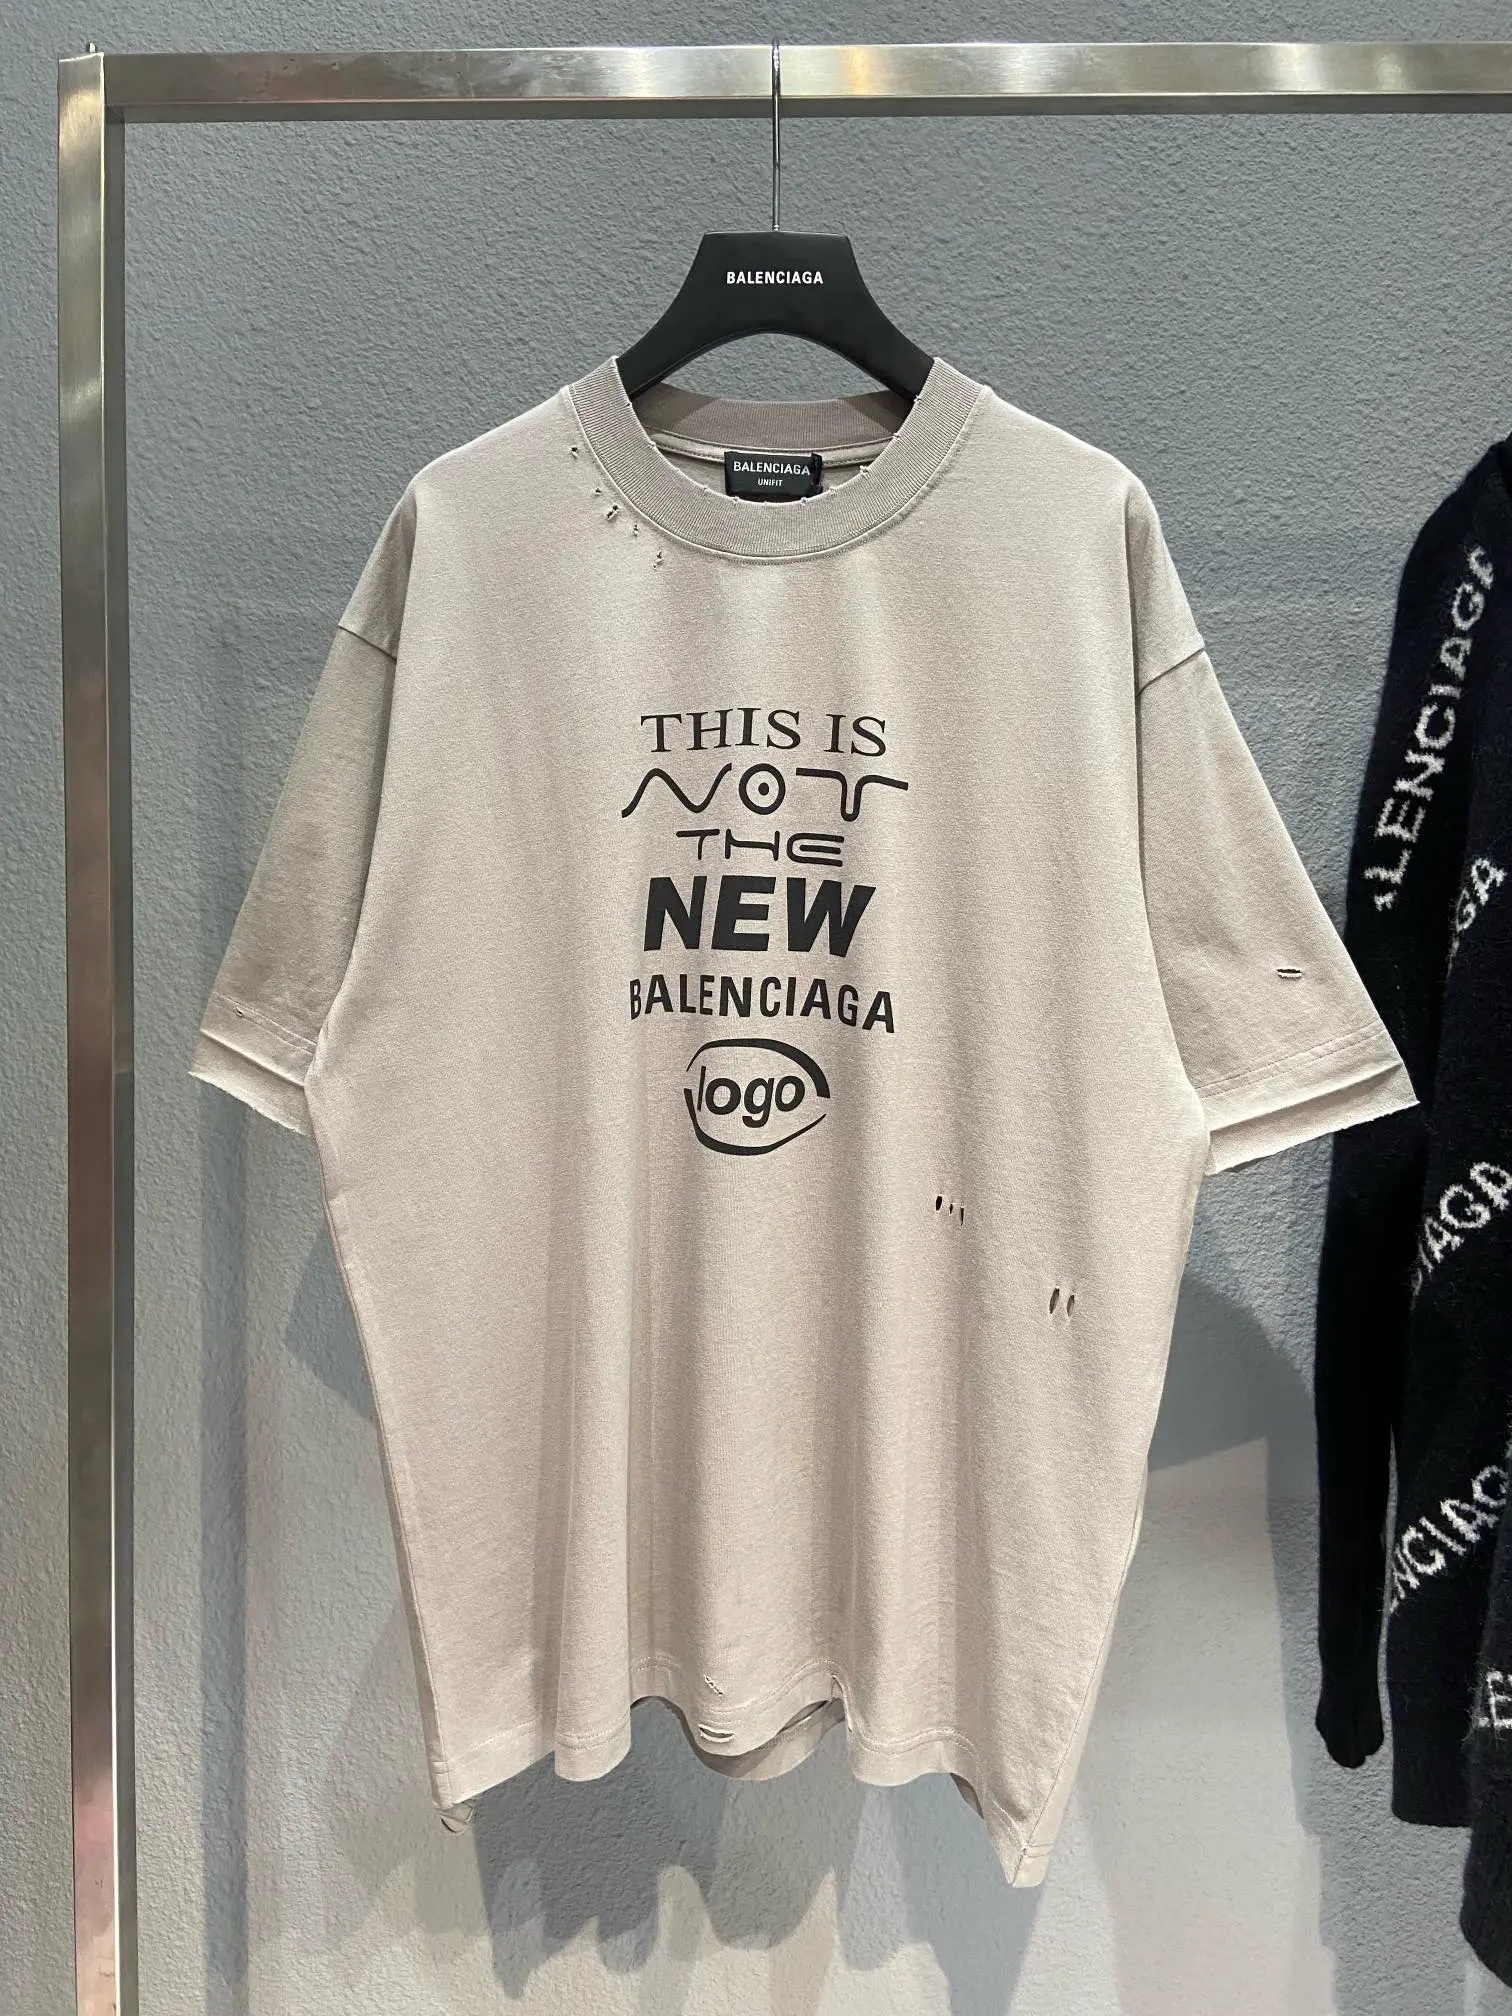 BALENCIAGA
BALENCIAGA
UNIFIT
THIS IS
NOT
THE
NEW
BALENCIAGA
logo